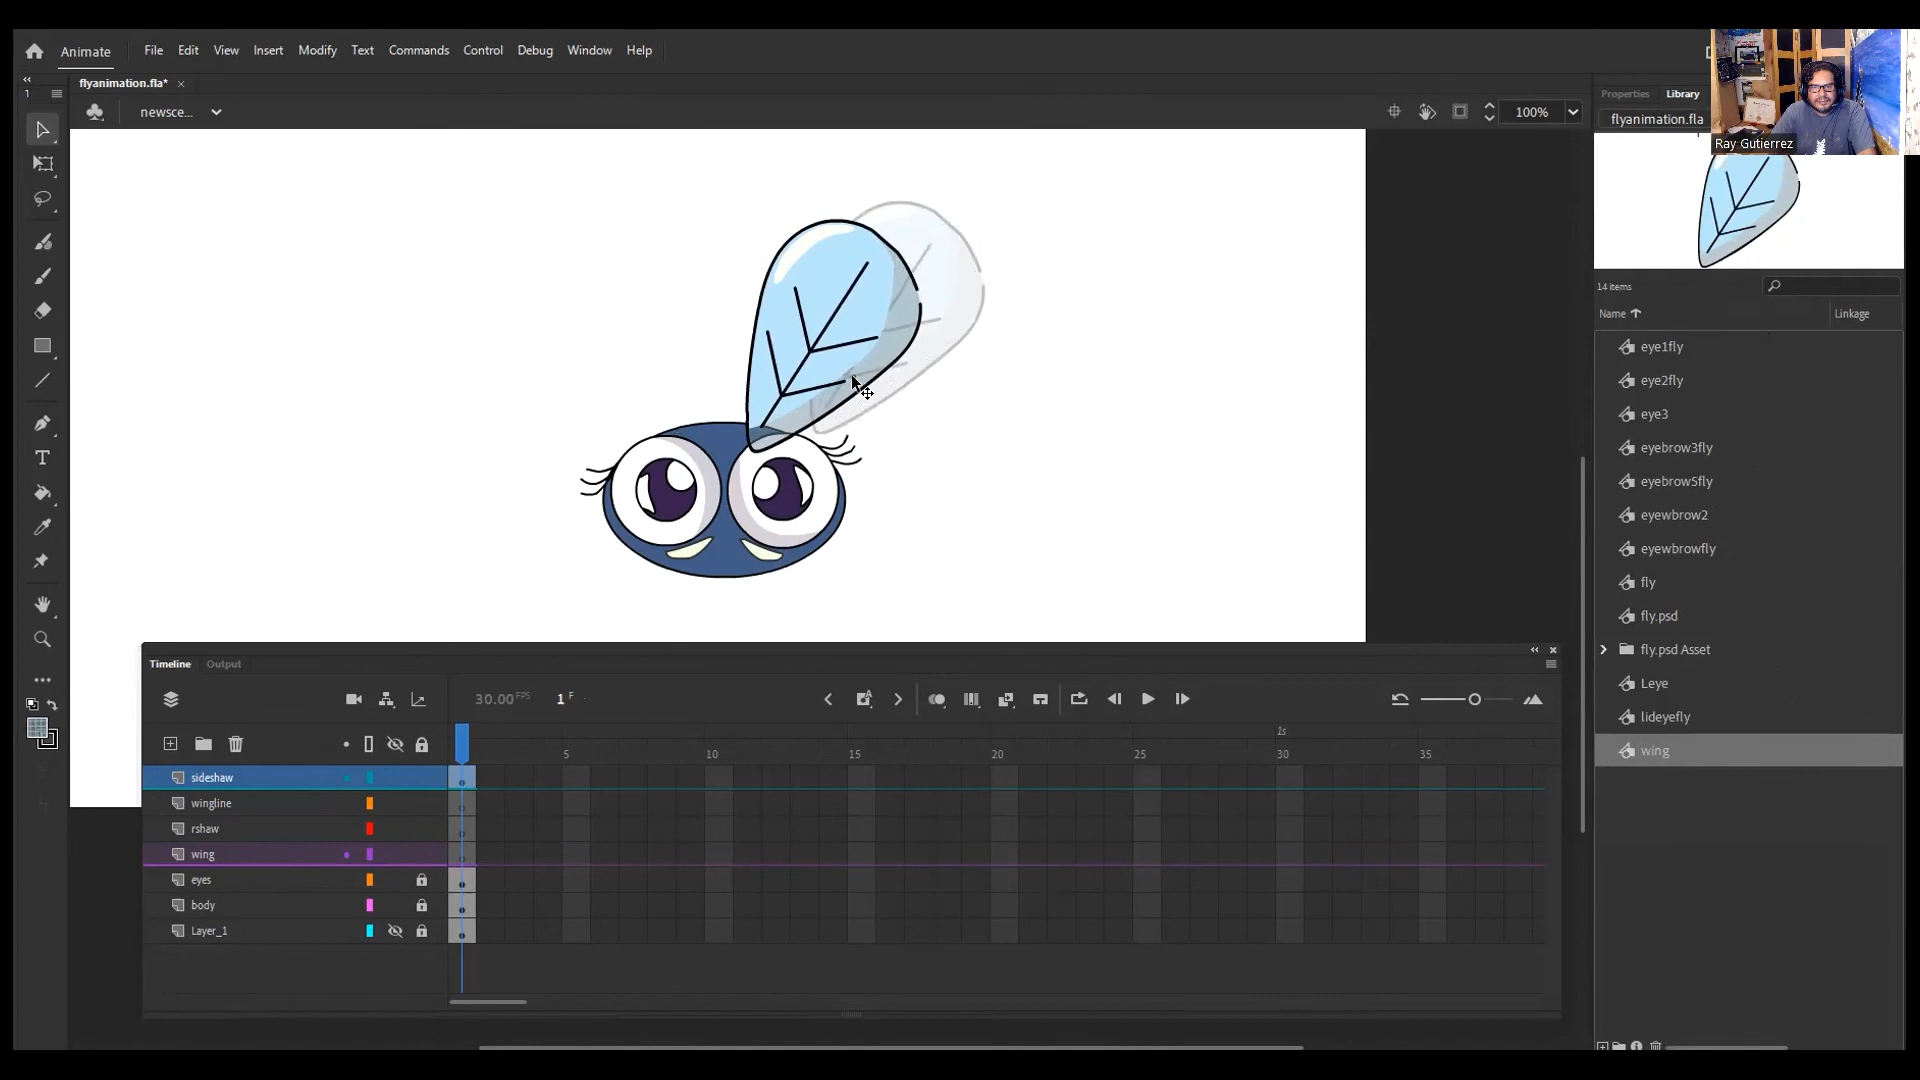 Animate File Edit View Insert Modify Text Commands Control Debug Window Help
flyanimation.fla*
1
newsce... 100%
Properties Library
flyanimation.fla
Ray Gutierrez
14 items
Name Linkage
eye1fly
eye2fly
eye3
eyebrow3fly
eyebrow5fly
eyewbrow2
eyewbrowfly
fly
fly.psd
fly.psd Asset
Leye
lideyefly
wing
Timeline Output
30.00 FPS 1 F
1s
5 10 15 20 25 30 35
sideshaw
wingline
rshaw
wing
eyes
body
Layer_1